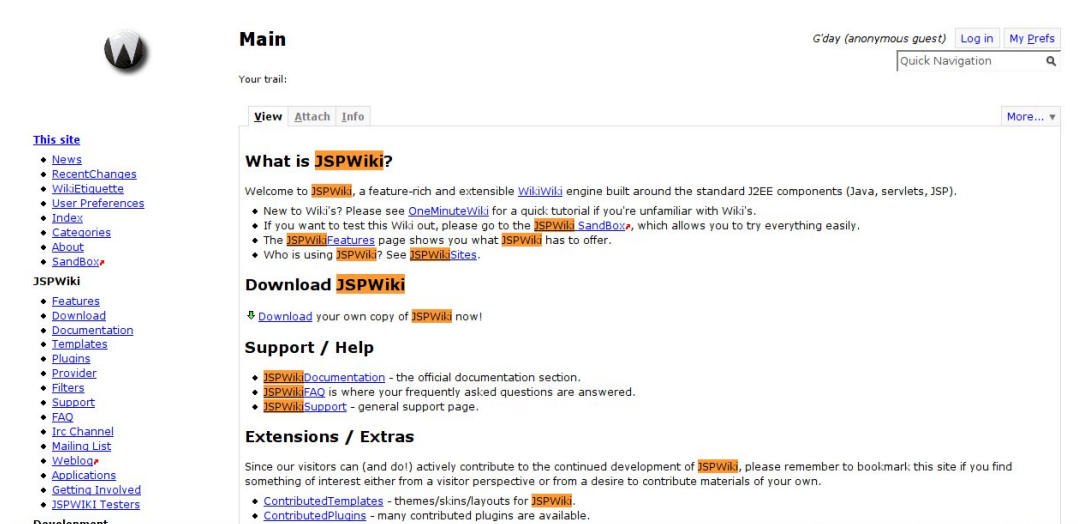 Main
G'day (anonymous guest) Log in My Prefs
Quick Navigation
Your trail:
View Attach Info
More...
This site
News
RecentChanges
WikiEtiquette
User Preferences
Index
Categories
About
SandBox
JSPWiki
Features
Download
Documentation
Templates
Plugins
Provider
Filters
Support
FAQ
Irc Channel
Mailing List
Weblog
Applications
Getting Involved
JSPWIKI Testers
Development
What is JSPWiki?
Welcome to JSPWiki, a feature-rich and extensible WikiWiki engine built around the standard J2EE components (Java, servlets, JSP).
New to Wiki's? Please see OneMinuteWiki for a quick tutorial if you're unfamiliar with Wiki's.
If you want to test this Wiki out, please go to the JSPWiki SandBox, which allows you to try everything easily.
The JSPWikiFeatures page shows you what JSPWiki has to offer.
Who is using JSPWiki? See JSPWikiSites.
Download JSPWiki
Download your own copy of JSPWiki now!
Support / Help
JSPWikiDocumentation - the official documentation section.
JSPWikiFAQ is where your frequently asked questions are answered.
JSPWikiSupport - general support page.
Extensions / Extras
Since our visitors can (and do!) actively contribute to the continued development of JSPWiki, please remember to bookmark this site if you find
something of interest either from a visitor perspective or from a desire to contribute materials of your own.
ContributedTemplates - themes/skins/layouts for JSPWiki.
ContributedPlugins - many contributed plugins are available.